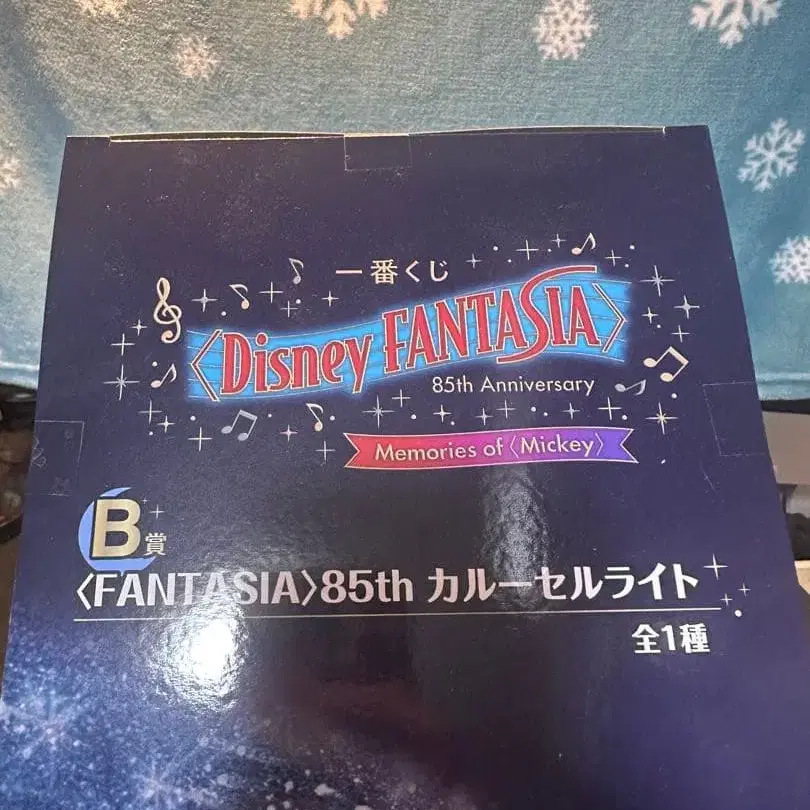 一番くじ
〈Disney FANTASIA〉
85th Anniversary
Memories of〈Mickey〉
B賞
〈FANTASIA〉85th カルーセルライト
全1種